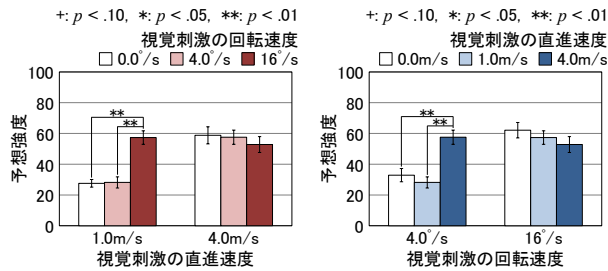 +: p < .10, *: p < .05, **: p < .01
視覚刺激の回転速度
0.0°/s 4.0°/s 16°/s
予想強度
100
80
60
40
20
0
**
**
1.0m/s 4.0m/s
視覚刺激の直進速度
+: p < .10, *: p < .05, **: p < .01
視覚刺激の直進速度
0.0m/s 1.0m/s 4.0m/s
予想強度
100
80
60
40
20
0
**
**
4.0°/s 16°/s
視覚刺激の回転速度